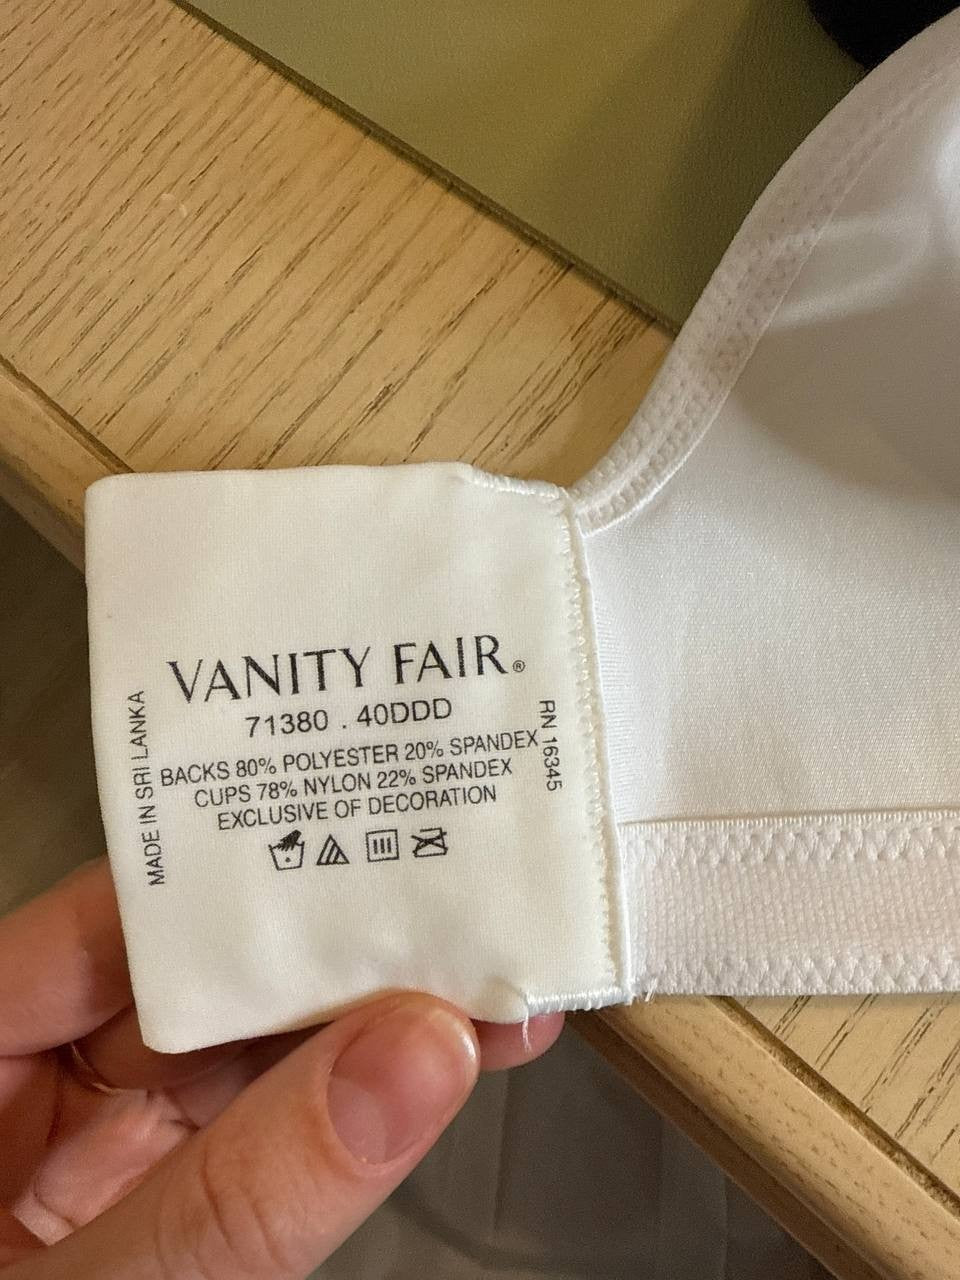 VANITY FAIR®
71380 . 40DDD
BACKS 80% POLYESTER 20% SPANDEX
CUPS 78% NYLON 22% SPANDEX
EXCLUSIVE OF DECORATION
MADE IN SRI LANKA
RN 16345